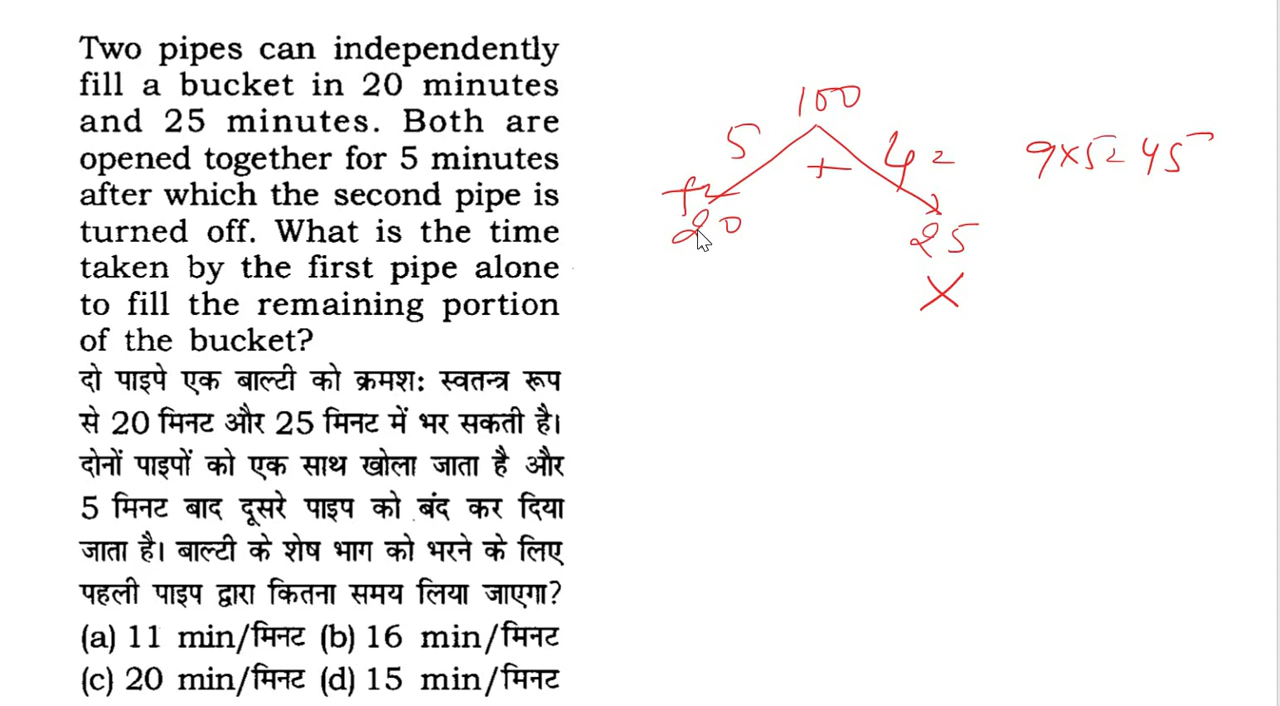 Two pipes can independently
fill a bucket in 20 minutes
and 25 minutes. Both are
opened together for 5 minutes
after which the second pipe is
turned off. What is the time
taken by the first pipe alone
to fill the remaining portion
of the bucket?
दो पाइपे एक बाल्टी को क्रमश: स्वतन्त्र रूप
से 20 मिनट और 25 मिनट में भर सकती है।
दोनों पाइपों को एक साथ खोला जाता है और
5 मिनट बाद दूसरे पाइप को बंद कर दिया
जाता है। बाल्टी के शेष भाग को भरने के लिए
पहली पाइप द्वारा कितना समय लिया जाएगा?
(a) 11 min/मिनट (b) 16 min/मिनट
(c) 20 min/मिनट (d) 15 min/मिनट
100
5 + 4 = 9x5=45
20 25
X